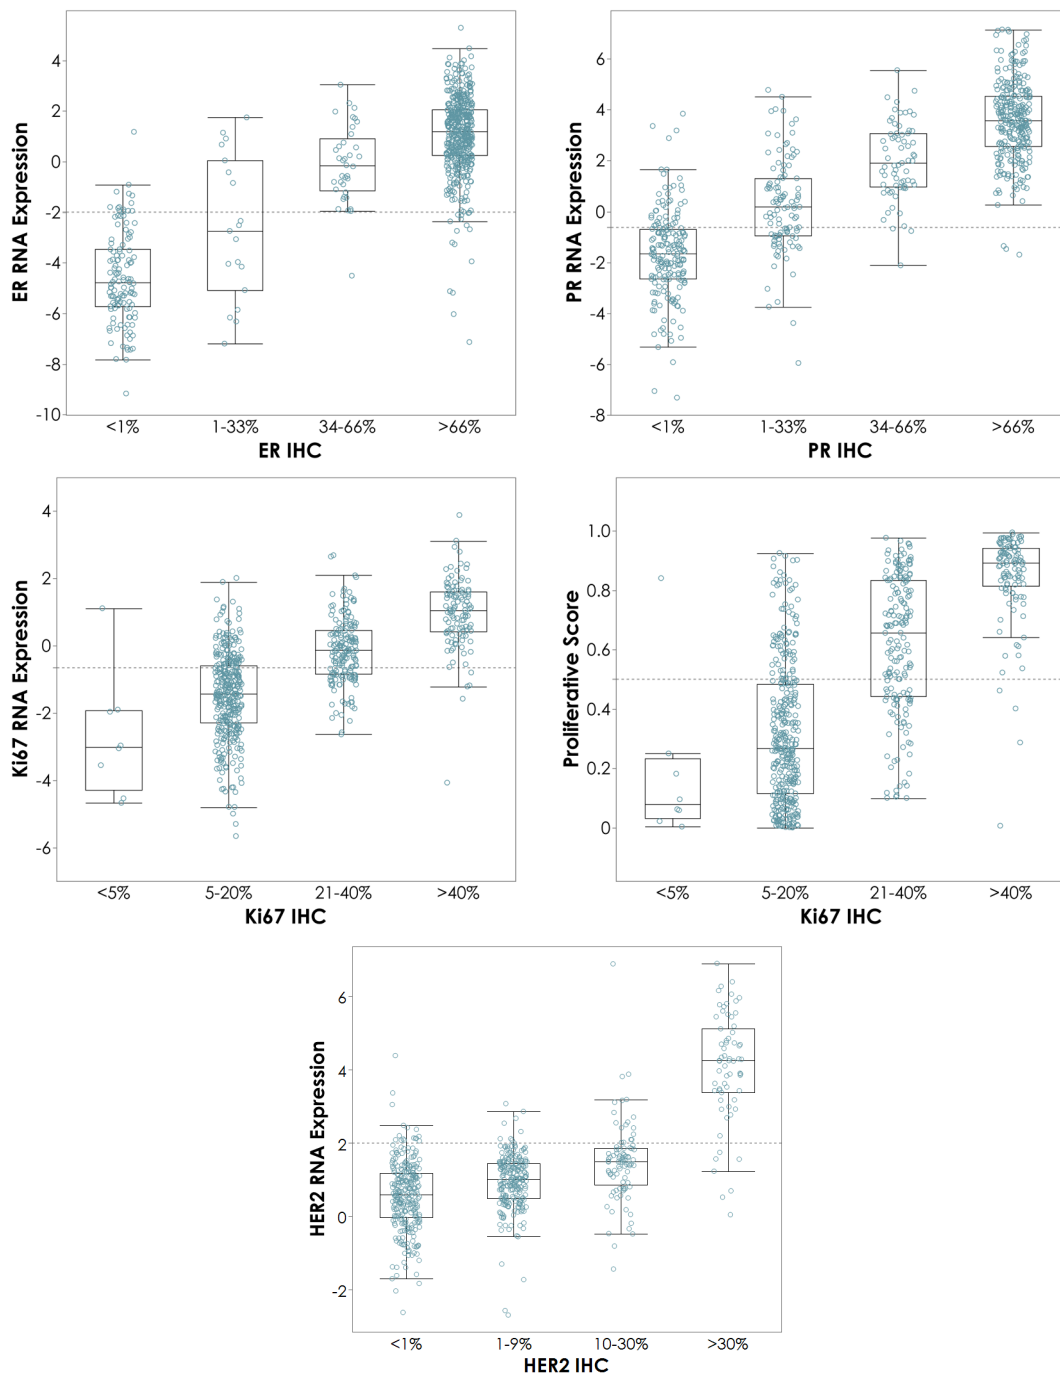 ER RNA Expression
4
2
0
-2
-4
-6
-8
-10
<1% 1-33% 34-66% >66%
ER IHC
PR RNA Expression
6
4
2
0
-2
-4
-6
-8
<1% 1-33% 34-66% >66%
PR IHC
Ki67 RNA Expression
4
2
0
-2
-4
-6
<5% 5-20% 21-40% >40%
Ki67 IHC
Proliferative Score
1.0
0.8
0.6
0.4
0.2
0
<5% 5-20% 21-40% >40%
Ki67 IHC
HER2 RNA Expression
6
4
2
0
-2
<1% 1-9% 10-30% >30%
HER2 IHC